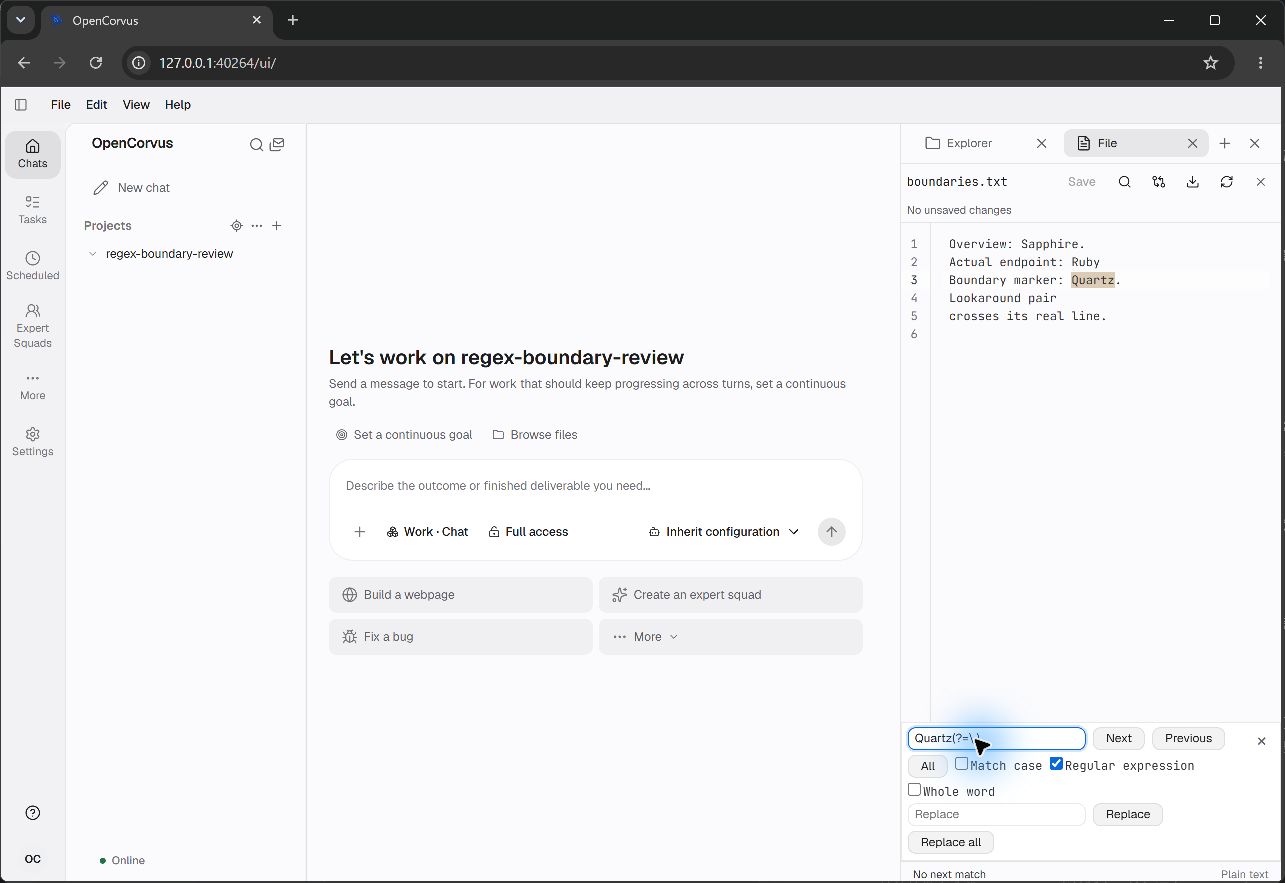 OpenCorvus
127.0.0.1:40264/ui/
File Edit View Help
Chats
Tasks
Scheduled
Expert
Squads
More
Settings
OC
OpenCorvus
New chat
Projects
regex-boundary-review
Online
Let's work on regex-boundary-review
Send a message to start. For work that should keep progressing across turns, set a continuous
goal.
Set a continuous goal Browse files
Describe the outcome or finished deliverable you need...
Work · Chat Full access Inherit configuration
Build a webpage Create an expert squad
Fix a bug More
Explorer File
boundaries.txt Save
No unsaved changes
1 Overview: Sapphire.
2 Actual endpoint: Ruby
3 Boundary marker: Quartz.
4 Lookaround pair
5 crosses its real line.
6
Next Previous
All Match case Regular expression
Whole word
Replace Replace
Replace all
No next match Plain text